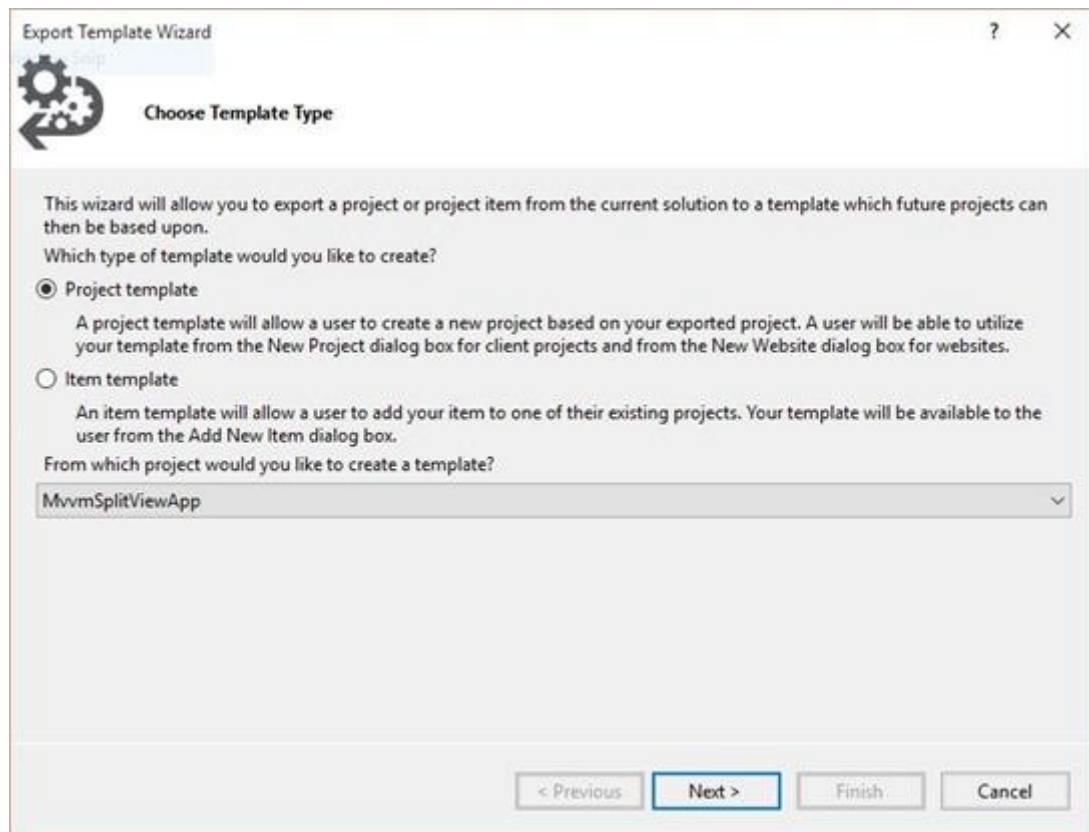 Export Template Wizard
?
Snip
Choose Template Type
This wizard will allow you to export a project or project item from the current solution to a template which future projects can
then be based upon.
Which type of template would you like to create?
Project template
A project template will allow a user to create a new project based on your exported project. A user will be able to utilize
your template from the New Project dialog box for client projects and from the New Website dialog box for websites.
Item template
An item template will allow a user to add your item to one of their existing projects. Your template will be available to the
user from the Add New Item dialog box.
From which project would you like to create a template?
MvvmSplitViewApp
< Previous Next > Finish Cancel